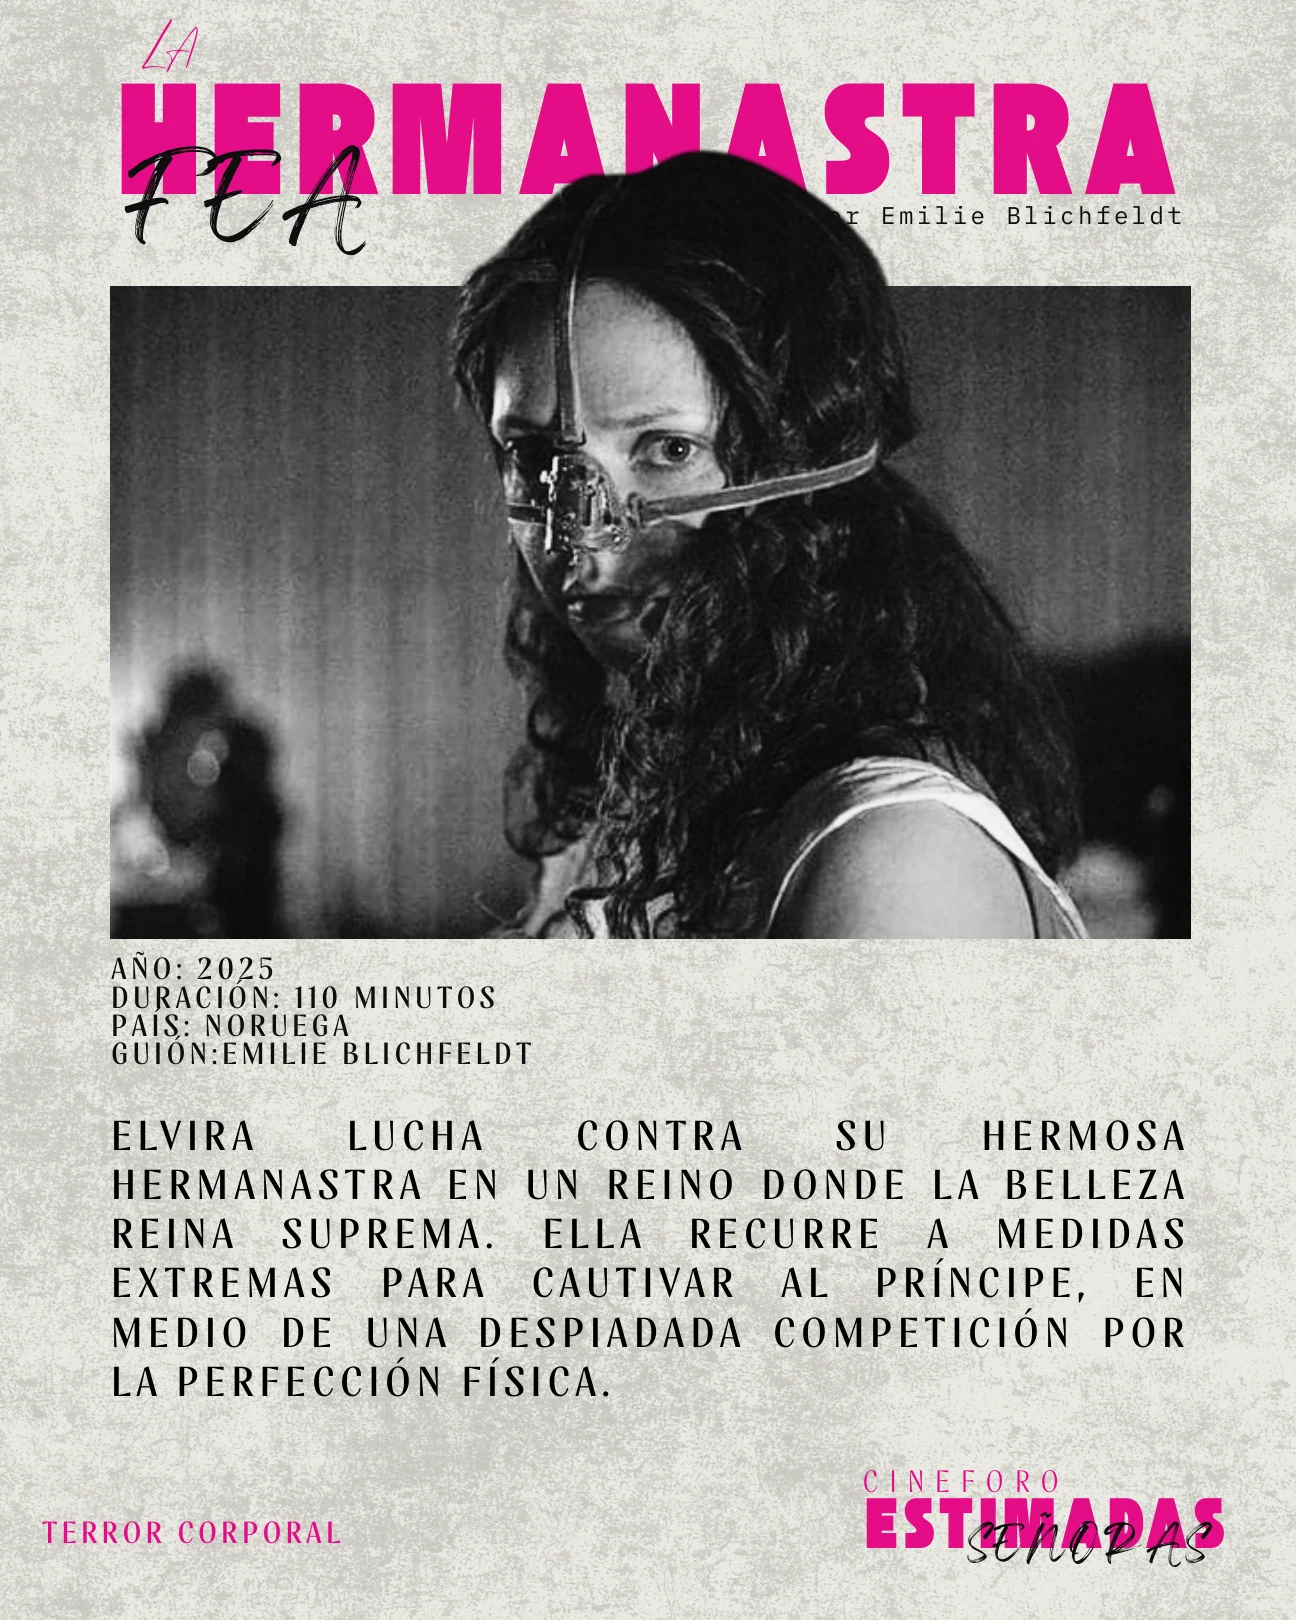 LA
HERMANASTRA
FEA
Emilie Blichfeldt
AÑO: 2025
DURACIÓN: 110 MINUTOS
PAÍS: NORUEGA
GUIÓN:EMILIE BLICHFELDT
ELVIRA LUCHA CONTRA SU HERMOSA
HERMANASTRA EN UN REINO DONDE LA BELLEZA
REINA SUPREMA. ELLA RECURRE A MEDIDAS
EXTREMAS PARA CAUTIVAR AL PRÍNCIPE, EN
MEDIO DE UNA DESPIADADA COMPETICIÓN POR
LA PERFECCIÓN FÍSICA.
TERROR CORPORAL
CINEFORO
ESTIMADAS
SEÑORAS